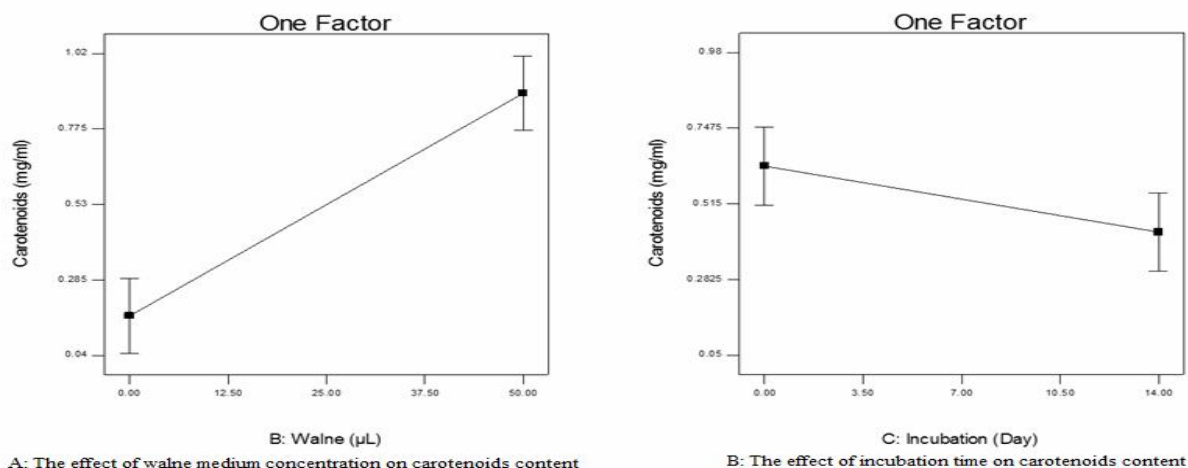 One Factor
1.02
0.775
0.53
0.285
0.04
Carotenoids (mg/ml)
0.00 12.50 25.00 37.50 50.00
B: Walne (µL)
A: The effect of walne medium concentration on carotenoids content
One Factor
0.98
0.7475
0.515
0.2825
0.05
Carotenoids (mg/ml)
0.00 3.50 7.00 10.50 14.00
C: Incubation (Day)
B: The effect of incubation time on carotenoids content